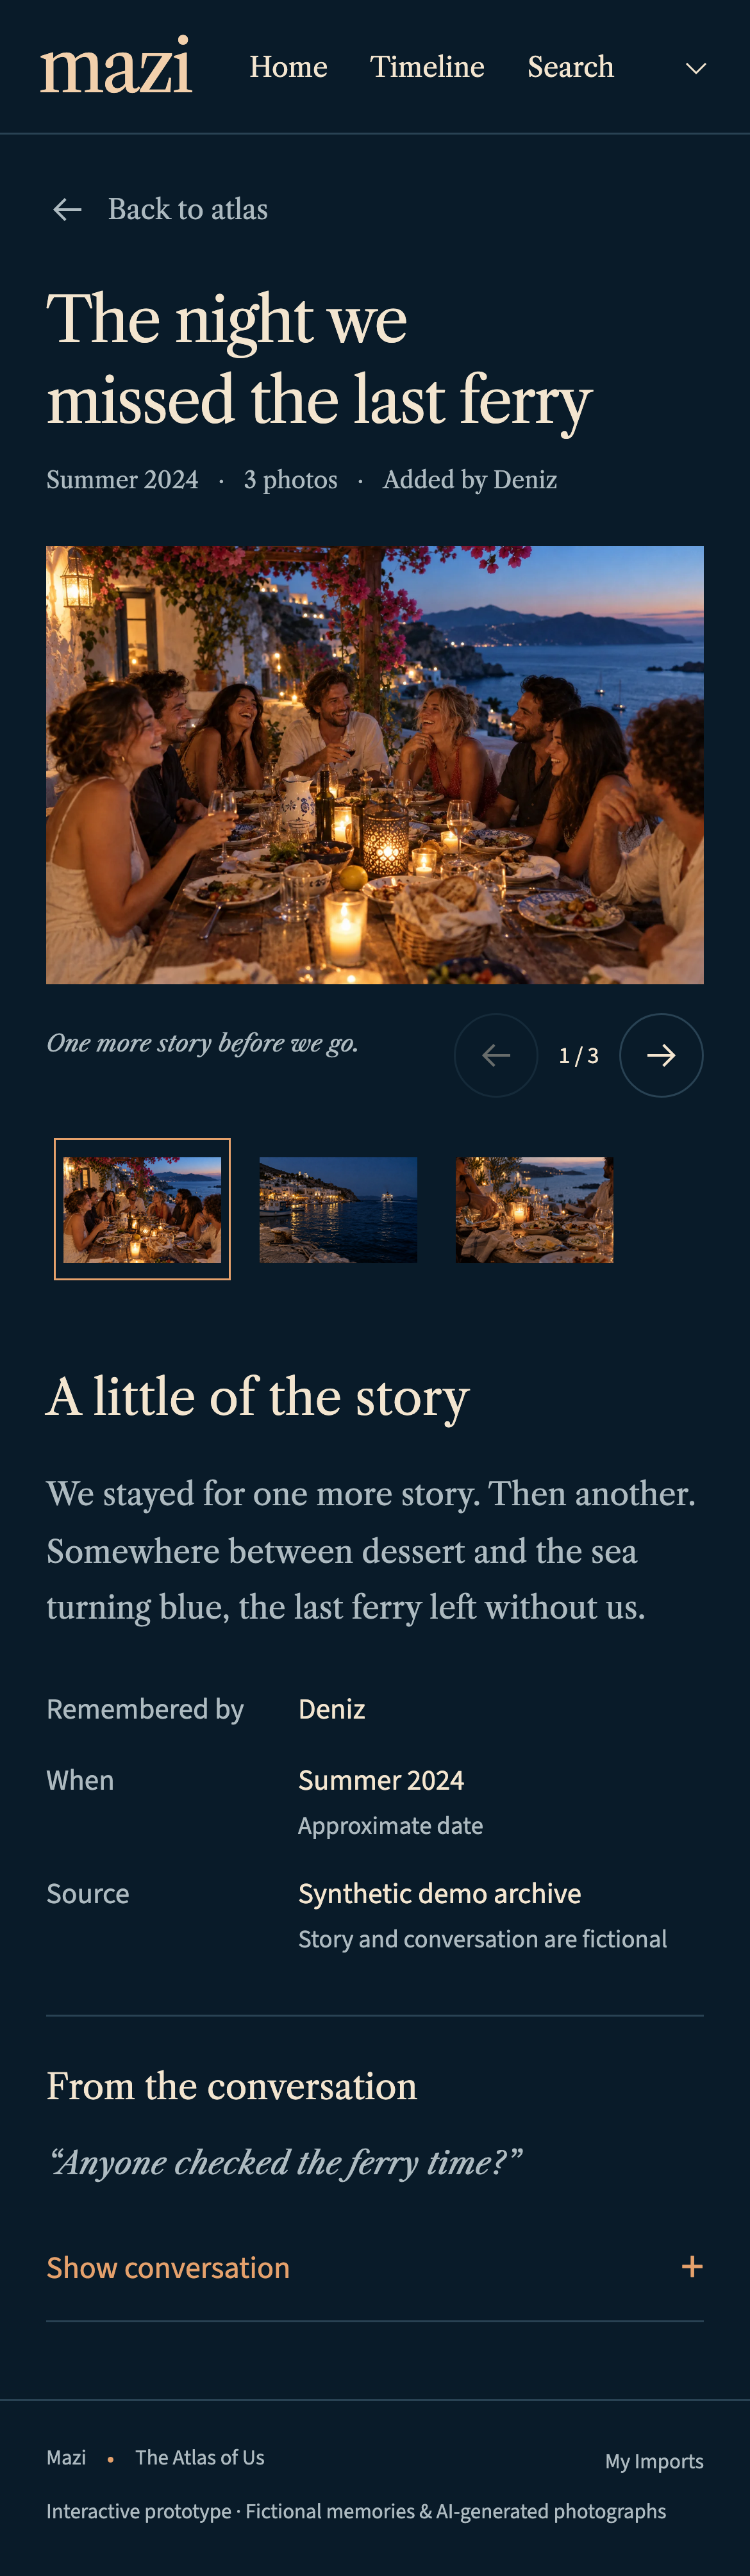 mazi
Home Timeline Search
Back to atlas
The night we
missed the last ferry
Summer 2024 · 3 photos · Added by Deniz
One more story before we go.
1 / 3
A little of the story
We stayed for one more story. Then another.
Somewhere between dessert and the sea
turning blue, the last ferry left without us.
Remembered by Deniz
When Summer 2024
Approximate date
Source Synthetic demo archive
Story and conversation are fictional
From the conversation
“Anyone checked the ferry time?”
Show conversation +
Mazi • The Atlas of Us
My Imports
Interactive prototype · Fictional memories & AI-generated photographs